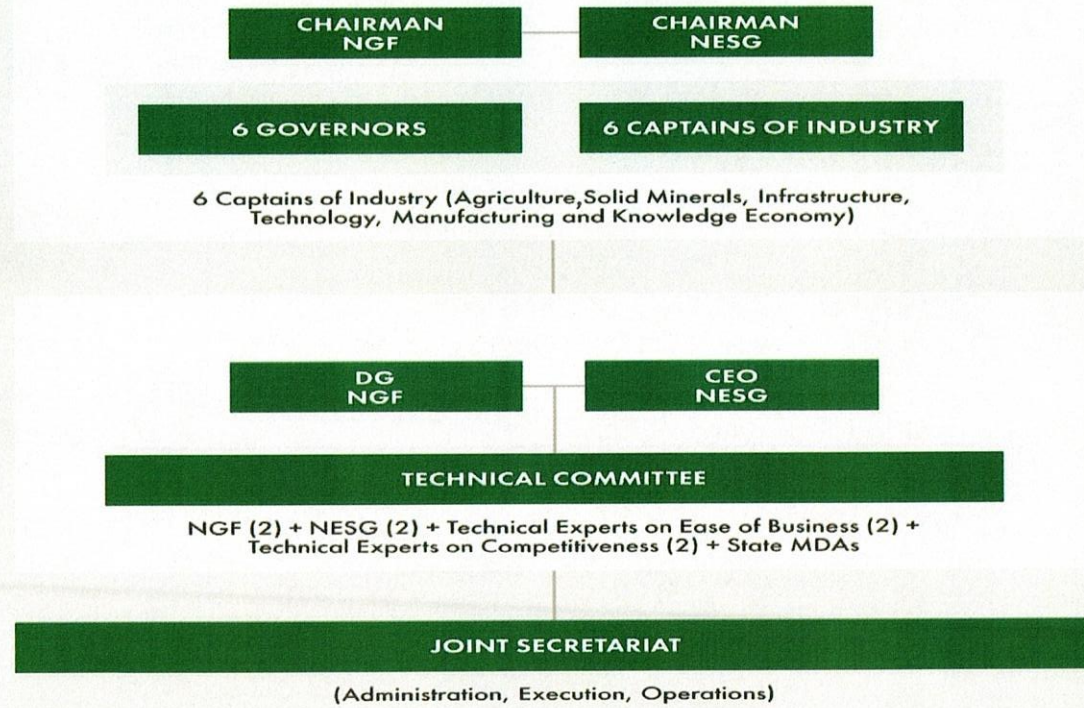 CHAIRMAN
NGF
CHAIRMAN
NESG
6 GOVERNORS
6 CAPTAINS OF INDUSTRY
6 Captains of Industry (Agriculture,Solid Minerals, Infrastructure,
Technology, Manufacturing and Knowledge Economy)
DG
NGF
CEO
NESG
TECHNICAL COMMITTEE
NGF (2) + NESG (2) + Technical Experts on Ease of Business (2) +
Technical Experts on Competitiveness (2) + State MDAs
JOINT SECRETARIAT
(Administration, Execution, Operations)